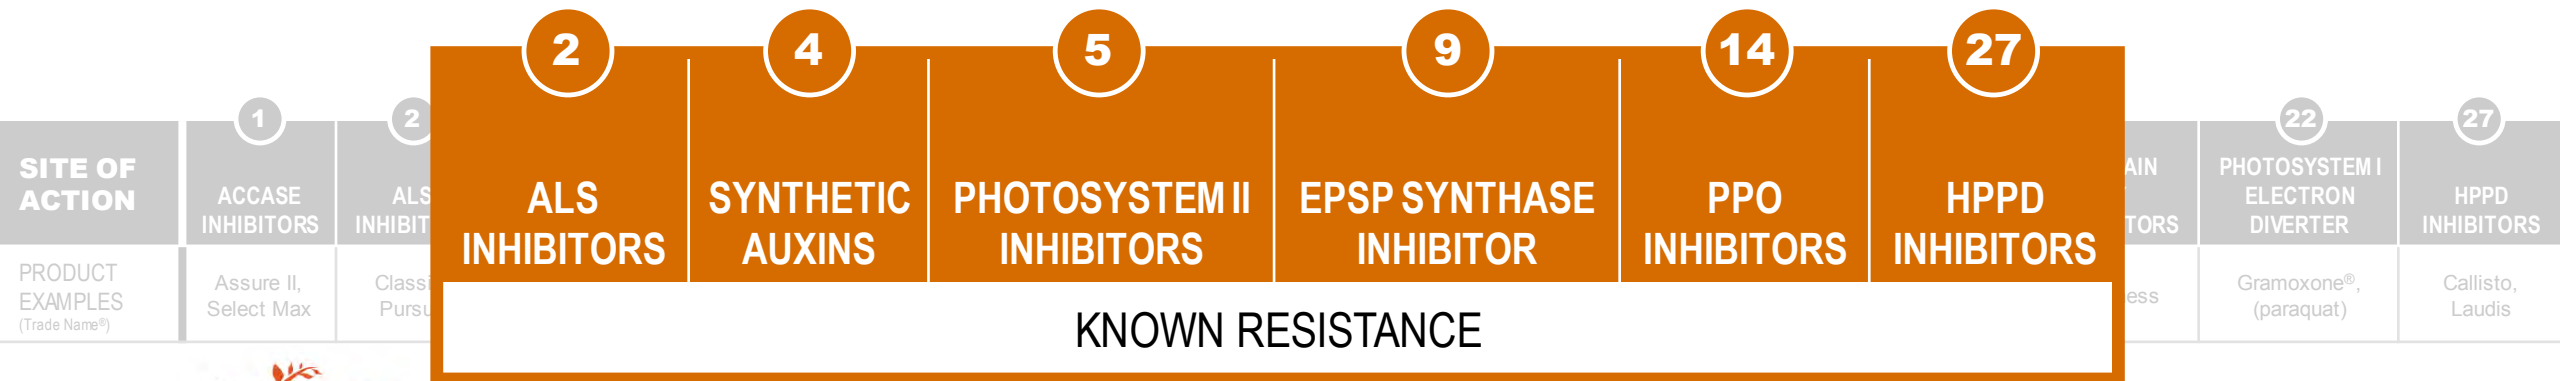 2
4
5
9
14
27
1
2
22
27
SITE OF
ACTION
ACCASE
INHIBITORS
ALS
ALS
INHIBITORS
SYNTHETIC
AUXINS
PHOTOSYSTEM II
INHIBITORS
EPSP SYNTHASE
INHIBITOR
PPO
INHIBITORS
HPPD
INHIBITORS
PHOTOSYSTEM I
ELECTRON
DIVERTER
HPPD
INHIBITORS
PRODUCT
EXAMPLES
(Trade Name®)
Assure II,
Select Max
KNOWN RESISTANCE
Gramoxone®,
(paraquat)
Callisto,
Laudis